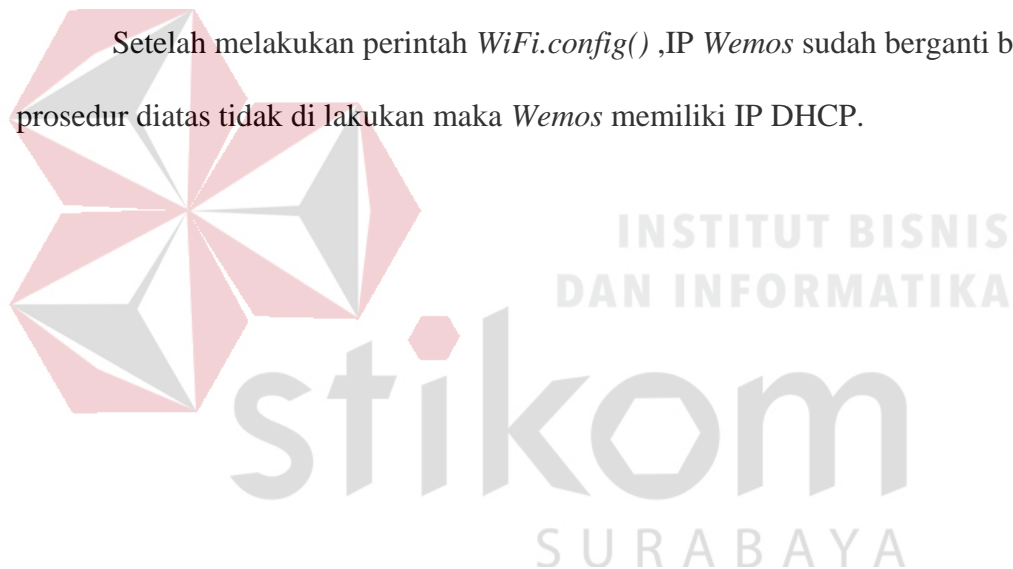 Setelah melakukan perintah WiFi.config() ,IP Wemos sudah berganti b
prosedur diatas tidak di lakukan maka Wemos memiliki IP DHCP.
INSTITUT BISNIS
DAN INFORMATIKA
stikom
SURABAYA